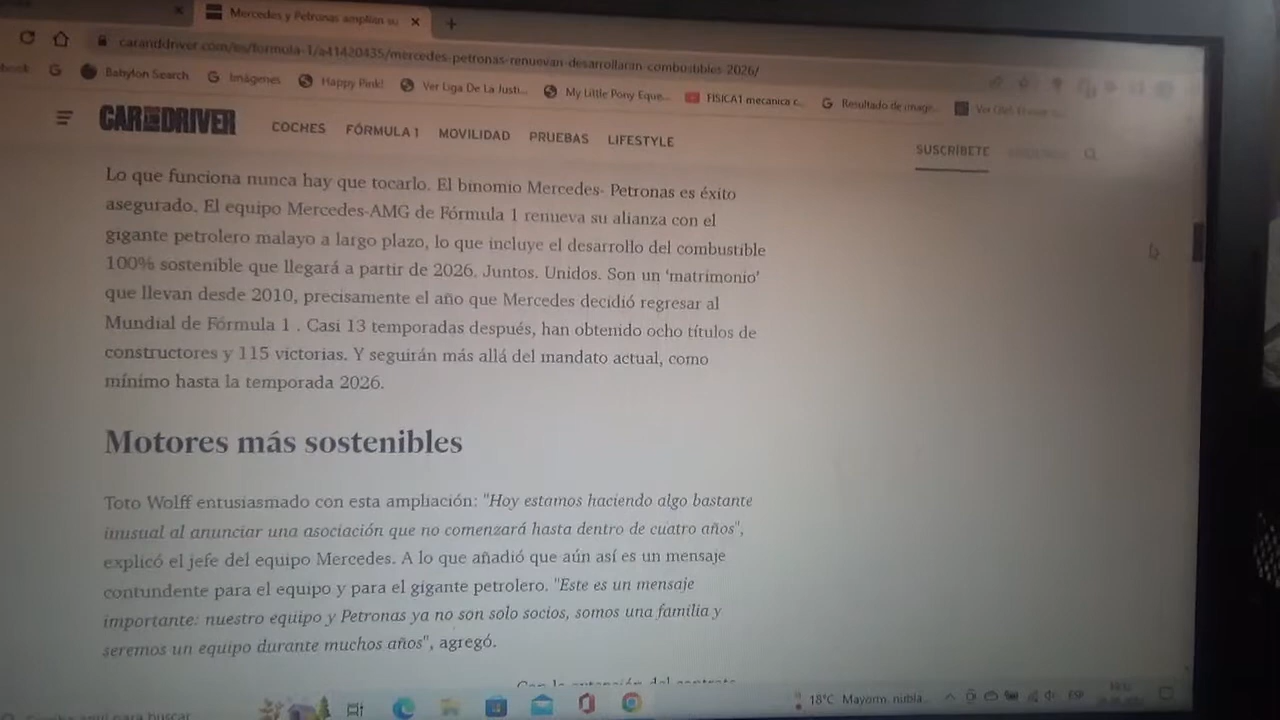 Mercedes y Petronas amplían su
caranddriver.com/es/formula-1/a41420435/mercedes-petronas-renuevan-desarrollaran-combustibles-2026/
book
Babylon Search
Imágenes
Happy Pink!
Ver Liga De La Justi...
My Little Pony Eque...
FISICA1 mecanica c...
Resultado de image...
CAR AND DRIVER
COCHES
FÓRMULA 1
MOVILIDAD
PRUEBAS
LIFESTYLE
SUSCRÍBETE
Lo que funciona nunca hay que tocarlo. El binomio Mercedes- Petronas es éxito
asegurado. El equipo Mercedes-AMG de Fórmula 1 renueva su alianza con el
gigante petrolero malayo a largo plazo, lo que incluye el desarrollo del combustible
100% sostenible que llegará a partir de 2026. Juntos. Unidos. Son un ‘matrimonio’
que llevan desde 2010, precisamente el año que Mercedes decidió regresar al
Mundial de Fórmula 1 . Casi 13 temporadas después, han obtenido ocho títulos de
constructores y 115 victorias. Y seguirán más allá del mandato actual, como
mínimo hasta la temporada 2026.
Motores más sostenibles
Toto Wolff entusiasmado con esta ampliación: "Hoy estamos haciendo algo bastante
inusual al anunciar una asociación que no comenzará hasta dentro de cuatro años",
explicó el jefe del equipo Mercedes. A lo que añadió que aún así es un mensaje
contundente para el equipo y para el gigante petrolero. "Este es un mensaje
importante: nuestro equipo y Petronas ya no son solo socios, somos una familia y
seremos un equipo durante muchos años", agregó.
18°C Mayorm. nubla...